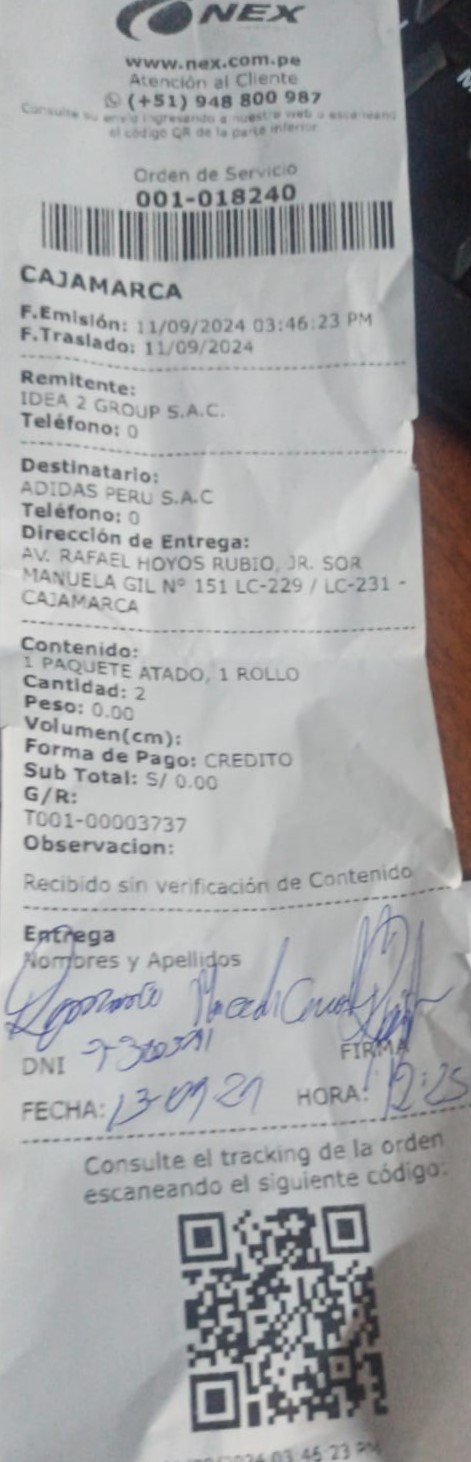 NEX
www.nex.com.pe
Atención al Cliente
(+51) 948 800 987
Consulte su envío ingresando a nuestra web o escaneando
el código QR de la parte inferior
Orden de Servicio
001-018240
CAJAMARCA
F.Emisión: 11/09/2024 03:46:23 PM
F.Traslado: 11/09/2024
Remitente:
IDEA 2 GROUP S.A.C.
Teléfono: 0
Destinatario:
ADIDAS PERU S.A.C
Teléfono: 0
Dirección de Entrega:
AV. RAFAEL HOYOS RUBIO, JR. SOR
MANUELA GIL Nº 151 LC-229 / LC-231 -
CAJAMARCA
Contenido:
1 PAQUETE ATADO, 1 ROLLO
Cantidad: 2
Peso: 0.00
Volumen(cm):
Forma de Pago: CREDITO
Sub Total: S/ 0.00
G/R:
T001-00003737
Observacion:
Recibido sin verificación de Contenido
Entrega
Nombres y Apellidos
DNI
FIRMA
FECHA: HORA: 12:25
Consulte el tracking de la orden
escaneando el siguiente código:
03:46:23 PM